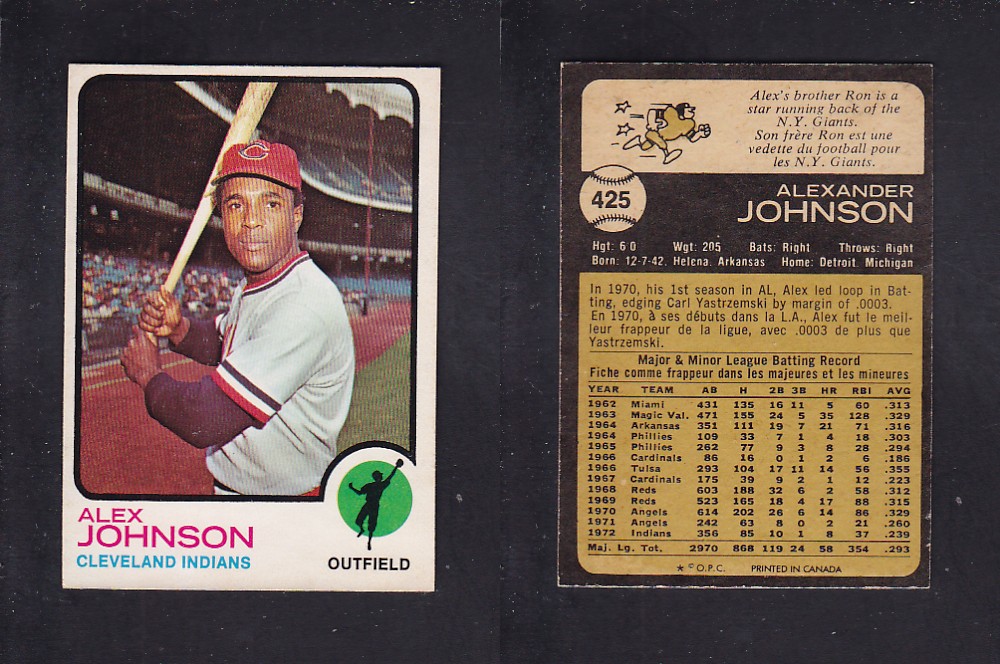 C
ALEX
JOHNSON
CLEVELAND INDIANS
OUTFIELD
Alex's brother Ron is a
star running back of the
N.Y. Giants.
Son frère Ron est une
vedette du football pour
les N.Y. Giants.
425
ALEXANDER
JOHNSON
Hgt: 6'0 Wgt: 205 Bats: Right Throws: Right
Born: 12-7-42, Helena, Arkansas Home: Detroit, Michigan
In 1970, his 1st season in AL, Alex led loop in Bat-
ting, edging Carl Yastrzemski by margin of .0003.
En 1970, à ses débuts dans la L.A., Alex fut le meil-
leur frappeur de la ligue, avec .0003 de plus que
Yastrzemski.
Major & Minor League Batting Record
Fiche comme frappeur dans les majeures et les mineures
YEAR TEAM AB H 2B 3B HR RBI AVG
1962 Miami 431 135 16 11 5 60 .313
1963 Magic Val. 471 155 24 5 35 128 .329
1964 Arkansas 351 111 19 7 21 71 .316
1964 Phillies 109 33 7 1 4 18 .303
1965 Phillies 262 77 9 3 8 28 .294
1966 Cardinals 86 16 0 1 2 6 .186
1966 Tulsa 293 104 17 11 14 56 .355
1967 Cardinals 175 39 9 2 1 12 .223
1968 Reds 603 188 32 6 2 58 .312
1969 Reds 523 165 18 4 17 88 .315
1970 Angels 614 202 26 6 14 86 .329
1971 Angels 242 63 8 0 2 21 .260
1972 Indians 356 85 10 1 8 37 .239
Maj. Lg. Tot. 2970 868 119 24 58 354 .293
★ © O.P.C. PRINTED IN CANADA